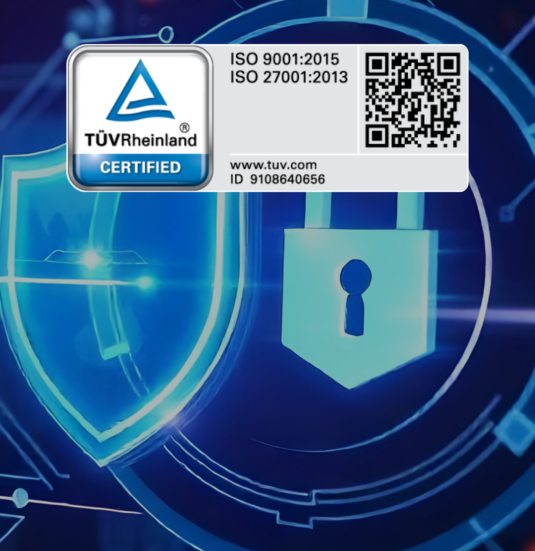 TÜVRheinland®
CERTIFIED
ISO 9001:2015
ISO 27001:2013
www.tuv.com
ID 9108640656